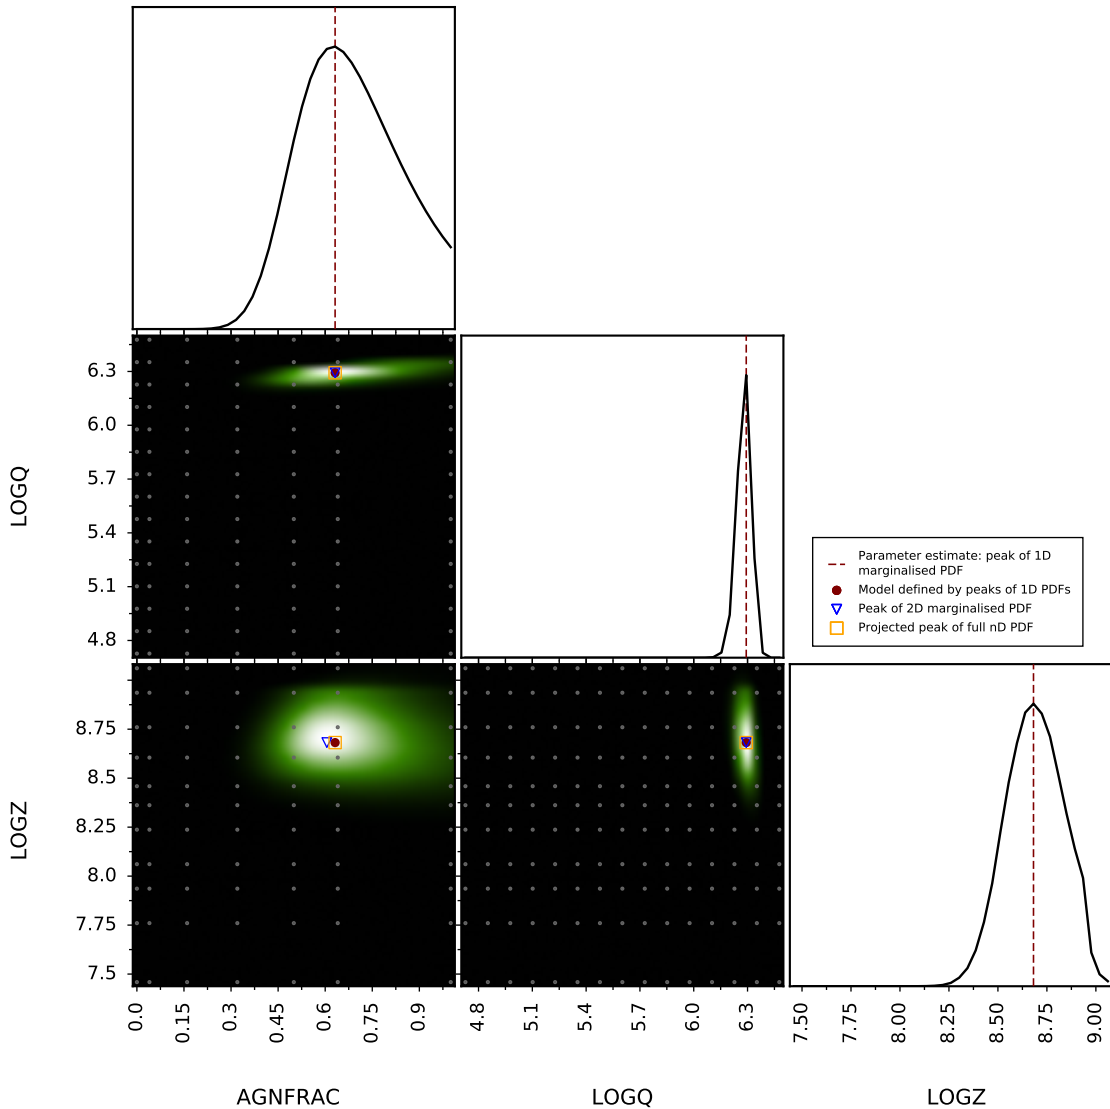 6.3
6.0
5.7
5.4
5.1
4.8
LOGQ
Parameter estimate: peak of 1D
marginalised PDF
Model defined by peaks of 1D PDFs
Peak of 2D marginalised PDF
Projected peak of full nD PDF
8.75
8.5
8.25
8.0
7.75
7.5
LOGZ
0.0 0.15 0.3 0.45 0.6 0.75 0.9
4.8 5.1 5.4 5.7 6.0 6.3
7.50 7.75 8.00 8.25 8.50 8.75 9.00
AGNFRAC
LOGQ
LOGZ